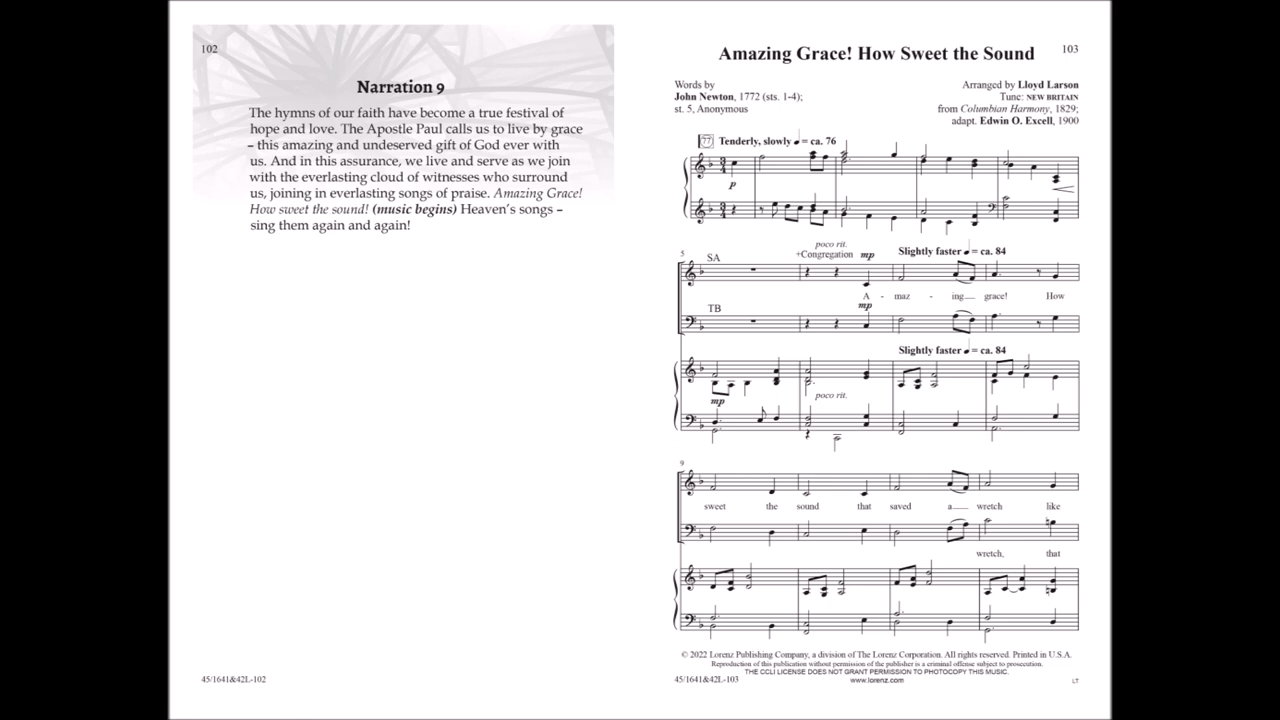 102
Narration 9
The hymns of our faith have become a true festival of
hope and love. The Apostle Paul calls us to live by grace
– this amazing and undeserved gift of God ever with
us. And in this assurance, we live and serve as we join
with the everlasting cloud of witnesses who surround
us, joining in everlasting songs of praise. Amazing Grace!
How sweet the sound! (music begins) Heaven's songs –
sing them again and again!
45/1641&42L-102
103
Amazing Grace! How Sweet the Sound
Words by
John Newton, 1772 (sts. 1-4);
st. 5, Anonymous
Arranged by Lloyd Larson
Tune: NEW BRITAIN
from Columbian Harmony, 1829;
adapt. Edwin O. Excell, 1900
77 Tenderly, slowly ♩ = ca. 76
p
5
SA
poco rit.
+Congregation mp
Slightly faster ♩ = ca. 84
A - maz - ing grace! How
mp
TB
Slightly faster ♩ = ca. 84
mp
poco rit.
9
sweet the sound that saved a wretch like
wretch, that
© 2022 Lorenz Publishing Company, a division of The Lorenz Corporation. All rights reserved. Printed in U.S.A.
Reproduction of this publication without permission of the publisher is a criminal offense subject to prosecution.
THE CCLI LICENSE DOES NOT GRANT PERMISSION TO PHOTOCOPY THIS MUSIC.
www.lorenz.com
45/1641&42L-103
LT